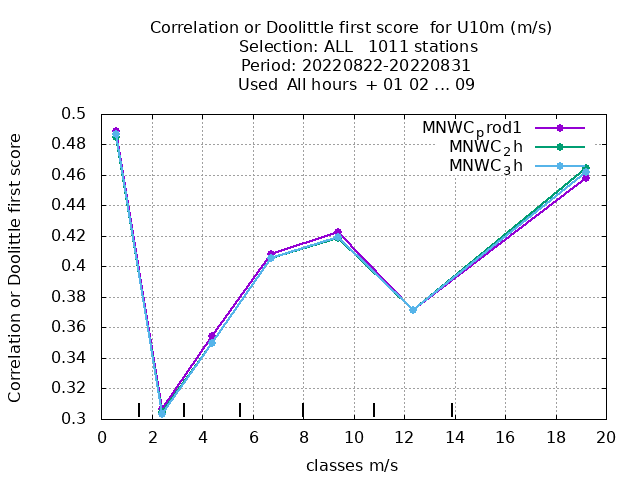 Correlation or Doolittle first score  for U10m (m/s)
Selection: ALL   1011 stations
Period: 20220822-20220831
Used  All hours  + 01 02 ... 09
Correlation or Doolittle first score
0.5
0.48
0.46
0.44
0.42
0.4
0.38
0.36
0.34
0.32
0.3
MNWCprod1
MNWC2h
MNWC3h
0 2 4 6 8 10 12 14 16 18 20
classes m/s